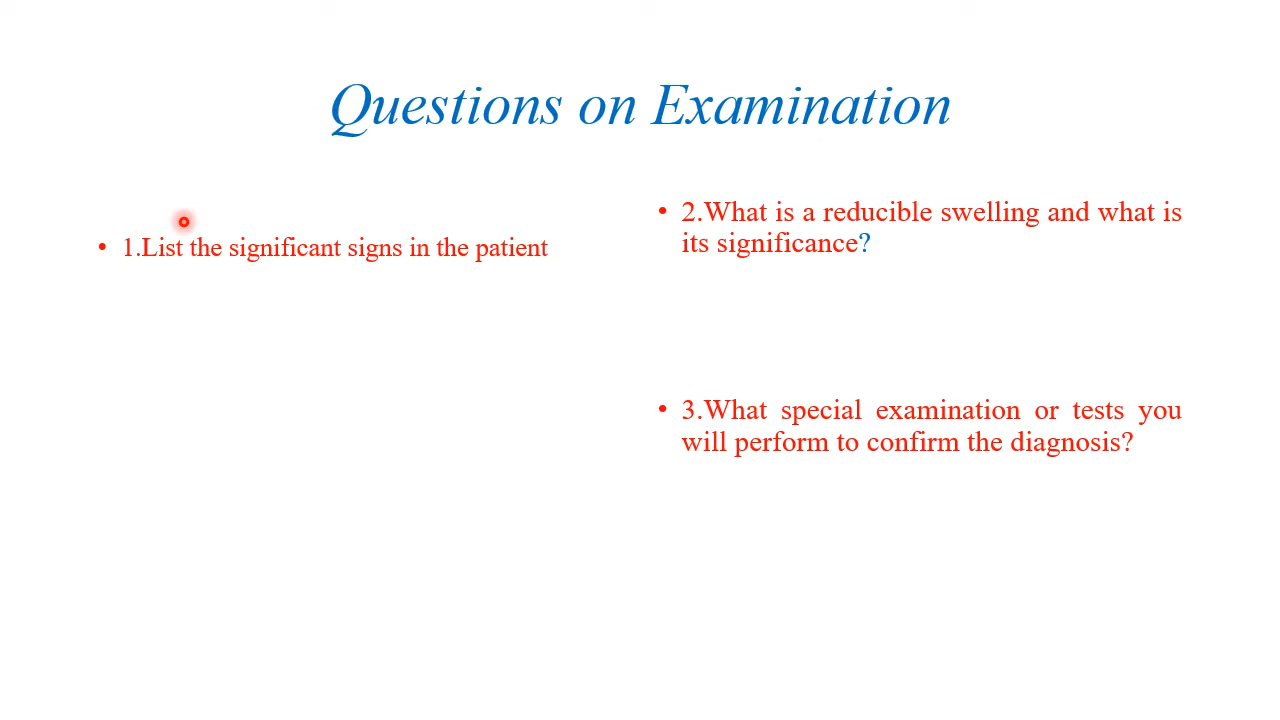 Questions on Examination
• 1.List the significant signs in the patient
• 2.What is a reducible swelling and what is
its significance?
• 3.What special examination or tests you
will perform to confirm the diagnosis?